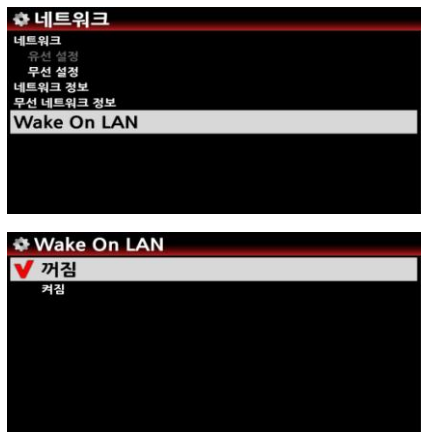 네트워크
네트워크
유선 설정
무선 설정
네트워크 정보
무선 네트워크 정보
Wake On LAN
Wake On LAN
꺼짐
켜짐